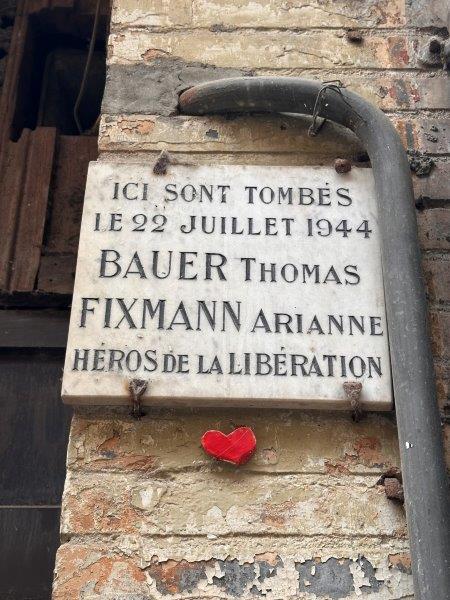 ICI SONT TOMBÉS
LE 22 JUILLET 1944
BAUER THOMAS
FIXMANN ARIANNE
HÉROS DE LA LIBÉRATION